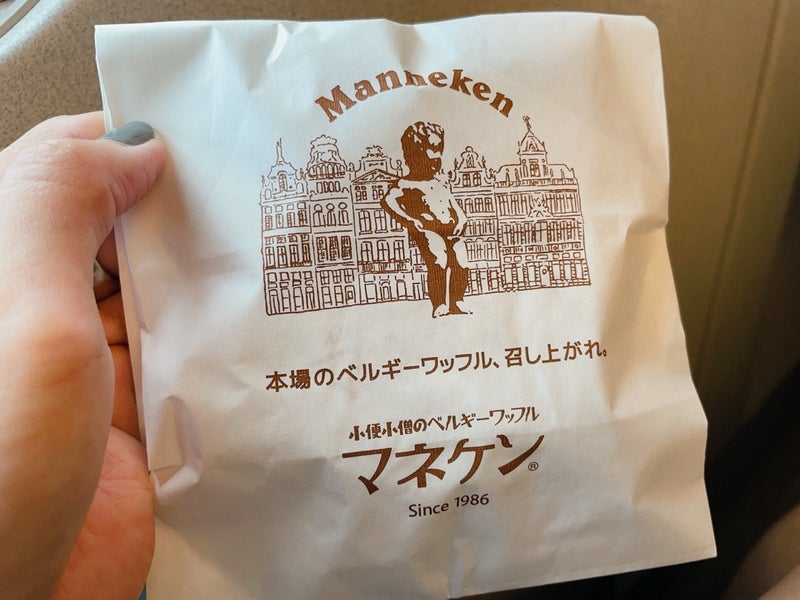 Manneken
本場のベルギーワッフル、召し上がれ。
小便小僧のベルギーワッフル
マネケン®
Since 1986